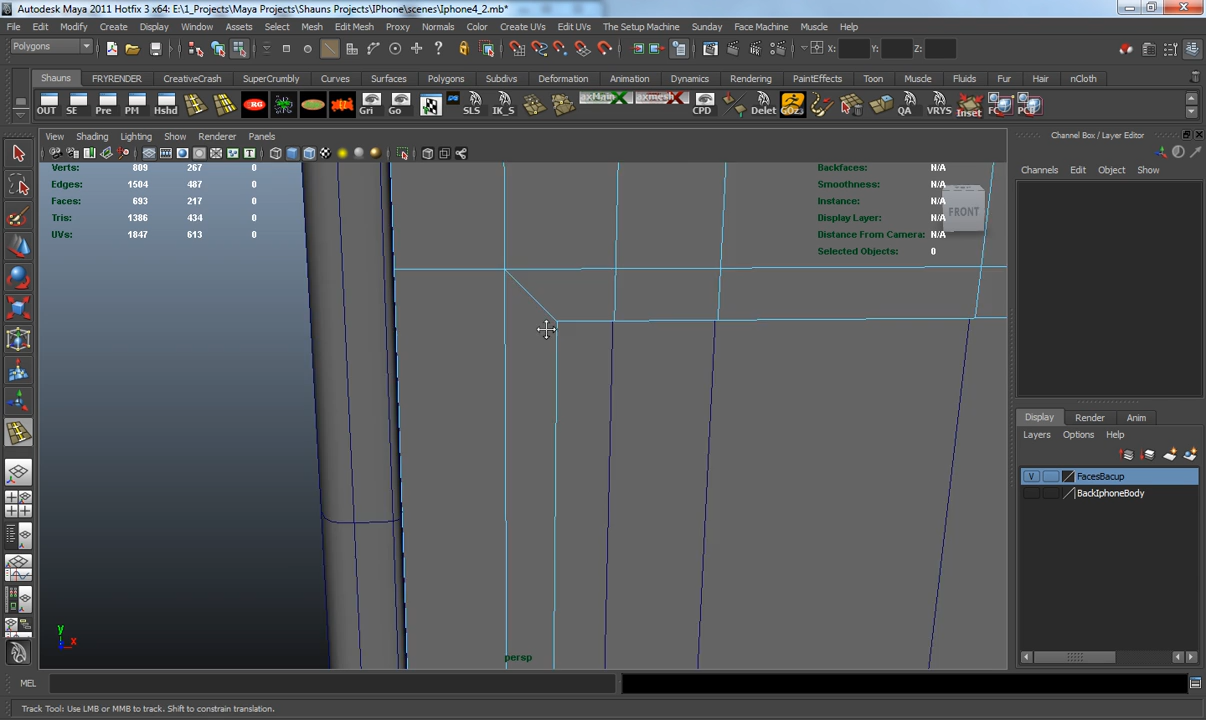 Autodesk Maya 2011 Hotfix 3 x64: E:\1_Projects\Maya Projects\Shauns Projects\IPhone\scenes\Iphone4_2.mb*
File Edit Modify Create Display Window Assets Select Mesh Edit Mesh Proxy Normals Color Create UVs Edit UVs The Setup Machine Sunday Face Machine Muscle Help
Polygons X: Y: Z:
Shauns FRYRENDER CreativeCrash SuperCrumbly Curves Surfaces Polygons Subdivs Deformation Animation Dynamics Rendering PaintEffects Toon Muscle Fluids Fur Hair nCloth
OUT SE PM Hshd RG Gri Go SLS IK_S CPD Delet GOz QA VRYS Inset FC PCB
View Shading Lighting Show Renderer Panels
Channel Box / Layer Editor
Channels Edit Object Show
Verts: 809 267 0
Edges: 1504 487 0
Faces: 693 217 0
Tris: 1386 434 0
UVs: 1847 613 0
Backfaces: N/A
Smoothness: N/A
Instance: N/A
Display Layer: N/A
Distance From Camera: N/A
Selected Objects: 0
FRONT
Display Render Anim
Layers Options Help
V FacesBacup
BackIphoneBody
y
x
persp
MEL
Track Tool: Use LMB or MMB to track. Shift to constrain translation.